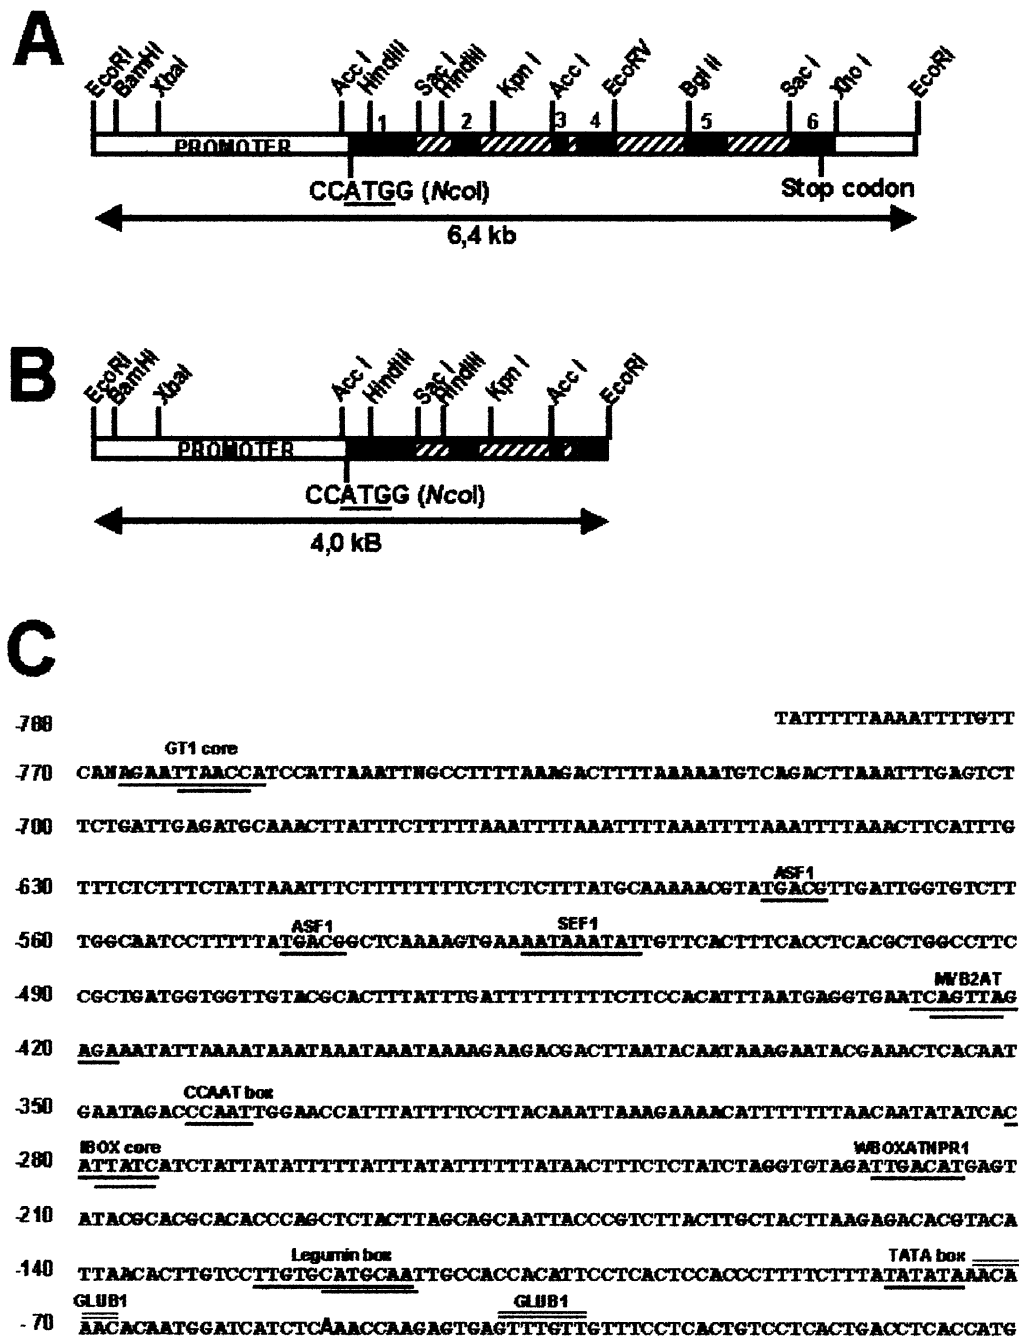 A
EcoRI BamHI XbaI Acc I HindIII Sac I HindIII Kpn I Acc I EcoRV Bgl II Sac I Xho I EcoRI
1 2 3 4 5 6
PROMOTER
CCATGG (NcoI) Stop codon
6,4 kb
B
EcoRI BamHI XbaI Acc I HindIII Sac I HindIII Kpn I Acc I EcoRI
PROMOTER
CCATGG (NcoI)
4,0 kB
C
-788 TATTTTTAAAATTTTGTT
GT1 core
-770 CANAGAATTAACCATCCATTAAATTNGCCTTTTAAAGACTTTTAAAAATGTCAGACTTAAATTTGAGTCT
-700 TCTGATTGAGATGCAAACTTATTTCTTTTTAAATTTTAAATTTTAAATTTTAAATTTTAAACTTCATTTG
ASF1
-630 TTTCTCTTTCTATTAAATTTCTTTTTTTTCTTCTCTTTATGCAAAAACGTATGACGTTGATTGGTGTCTT
ASF1 SEF1
-560 TGGCAATCCTTTTTATGACGGCTCAAAAGTGAAAATAAATATTGTTCACTTTCACCTCACGCTGGCCTTC
MYB2AT
-490 CGCTGATGGTGGTTGTACGCACTTTATTTGATTTTTTTTTCTTCCACATTTAATGAGGTGAATCAGTTAG
-420 AGAAATATTAAAATAAATAAATAAATAAAAGAAGACGACTTAATACAATAAAGAATACGAAACTCACAAT
CCAAT box
-350 GAATAGACCCAATTGGAACCATTTATTTTCCTTACAAATTAAAGAAAACATTTTTTTAACAATATATCAC
IBOX core WBOXATNPR1
-280 ATTATCATCTATTATATTTTTATTTATATTTTTTATAACTTTCTCTATCTAGGTGTAGATTGACATGAGT
-210 ATACGCACGCACACCCAGCTCTACTTAGCAGCAATTACCCGTCTTACTTGCTACTTAAGAGACACGTACA
Legumin box TATA box
-140 TTAACACTTGTCCTTGTGCATGCAATTGCCACCACATTCCTCACTCCACCCTTTTCTTTATATATAAACA
GLUB1 GLUB1
- 70 AACACAATGGATCATCTCAAACCAAGAGTGAGTTTGTTGTTTCCTCACTGTCCTCACTGACCTCACCATG